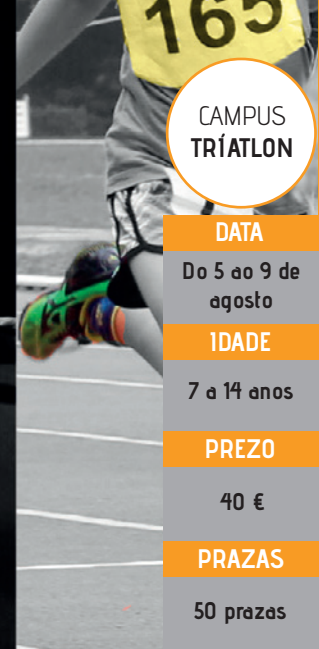 165
CAMPUS
TRÍATLON
DATA
Do 5 ao 9 de
agosto
IDADE
7 a 14 anos
PREZO
40 €
PRAZAS
50 prazas